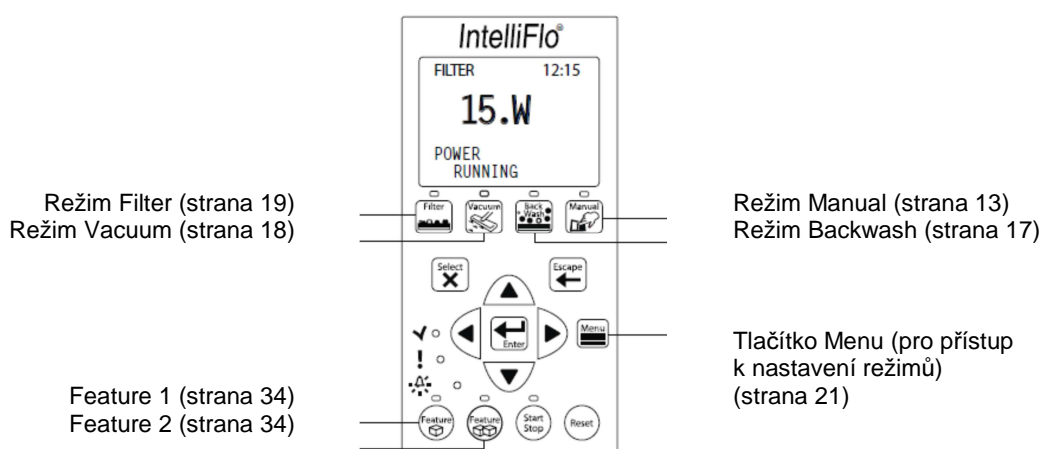 IntelliFlo®
FILTER 12:15
15.W
POWER
RUNNING
Režim Filter (strana 19)
Režim Vacuum (strana 18)
Filter
Vacuum
Back Wash
Manual
Režim Manual (strana 13)
Režim Backwash (strana 17)
Select
Escape
Enter
Menu
Tlačítko Menu (pro přístup
k nastavení režimů)
(strana 21)
!
Feature 1 (strana 34)
Feature 2 (strana 34)
Feature
Feature
Start
Stop
Reset